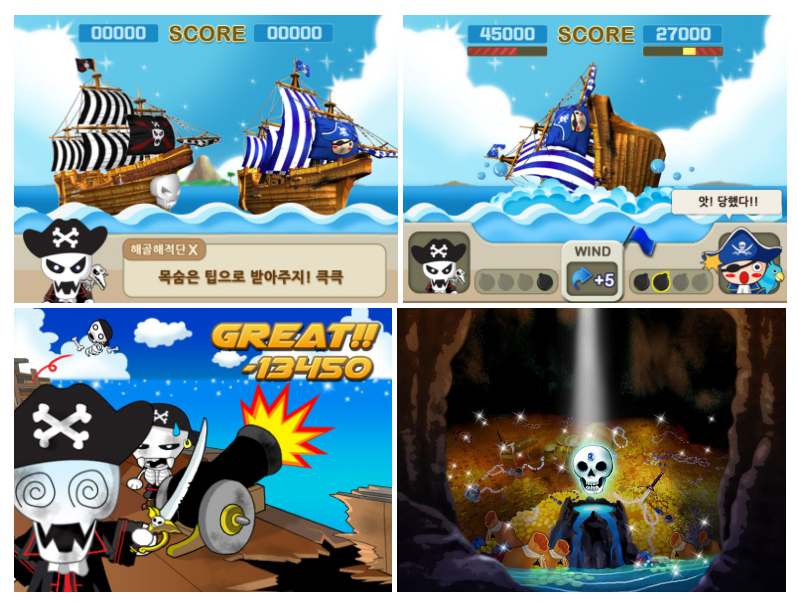 00000 SCORE 00000
해골해적단X
목숨은 팁으로 받아주지! 큭큭
45000 SCORE 27000
앗! 당했다!!
WIND
+5
GREAT!!
-13450